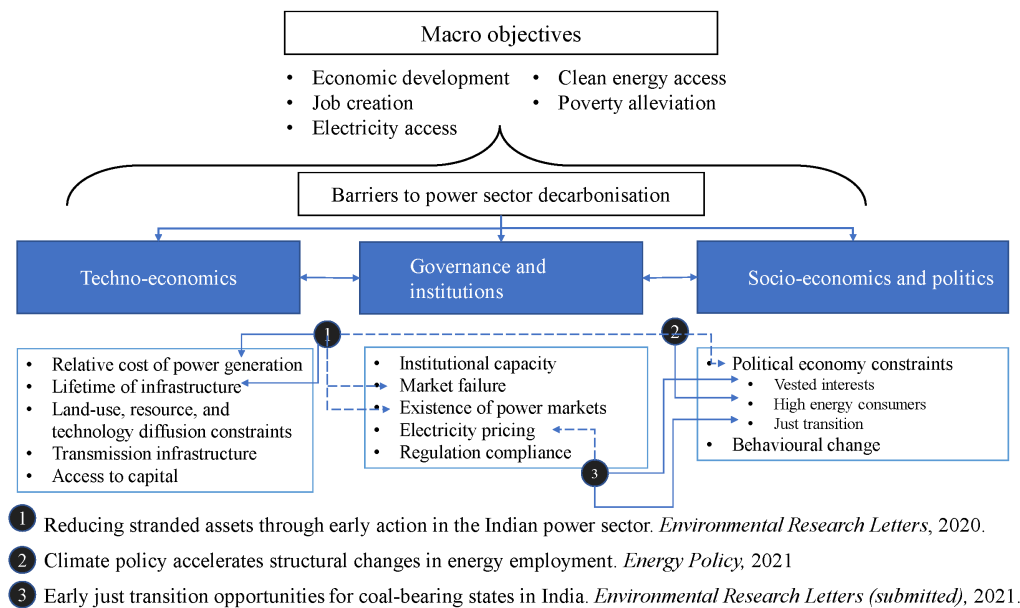 Macro objectives
• Economic development
• Job creation
• Electricity access
• Clean energy access
• Poverty alleviation
Barriers to power sector decarbonisation
Techno-economics
Governance and
institutions
Socio-economics and politics
1
2
• Relative cost of power generation
• Lifetime of infrastructure
• Land-use, resource, and
technology diffusion constraints
• Transmission infrastructure
• Access to capital
• Institutional capacity
• Market failure
• Existence of power markets
• Electricity pricing
• Regulation compliance
3
• Political economy constraints
• Vested interests
• High energy consumers
• Just transition
• Behavioural change
1 Reducing stranded assets through early action in the Indian power sector. Environmental Research Letters, 2020.
2 Climate policy accelerates structural changes in energy employment. Energy Policy, 2021
3 Early just transition opportunities for coal-bearing states in India. Environmental Research Letters (submitted), 2021.